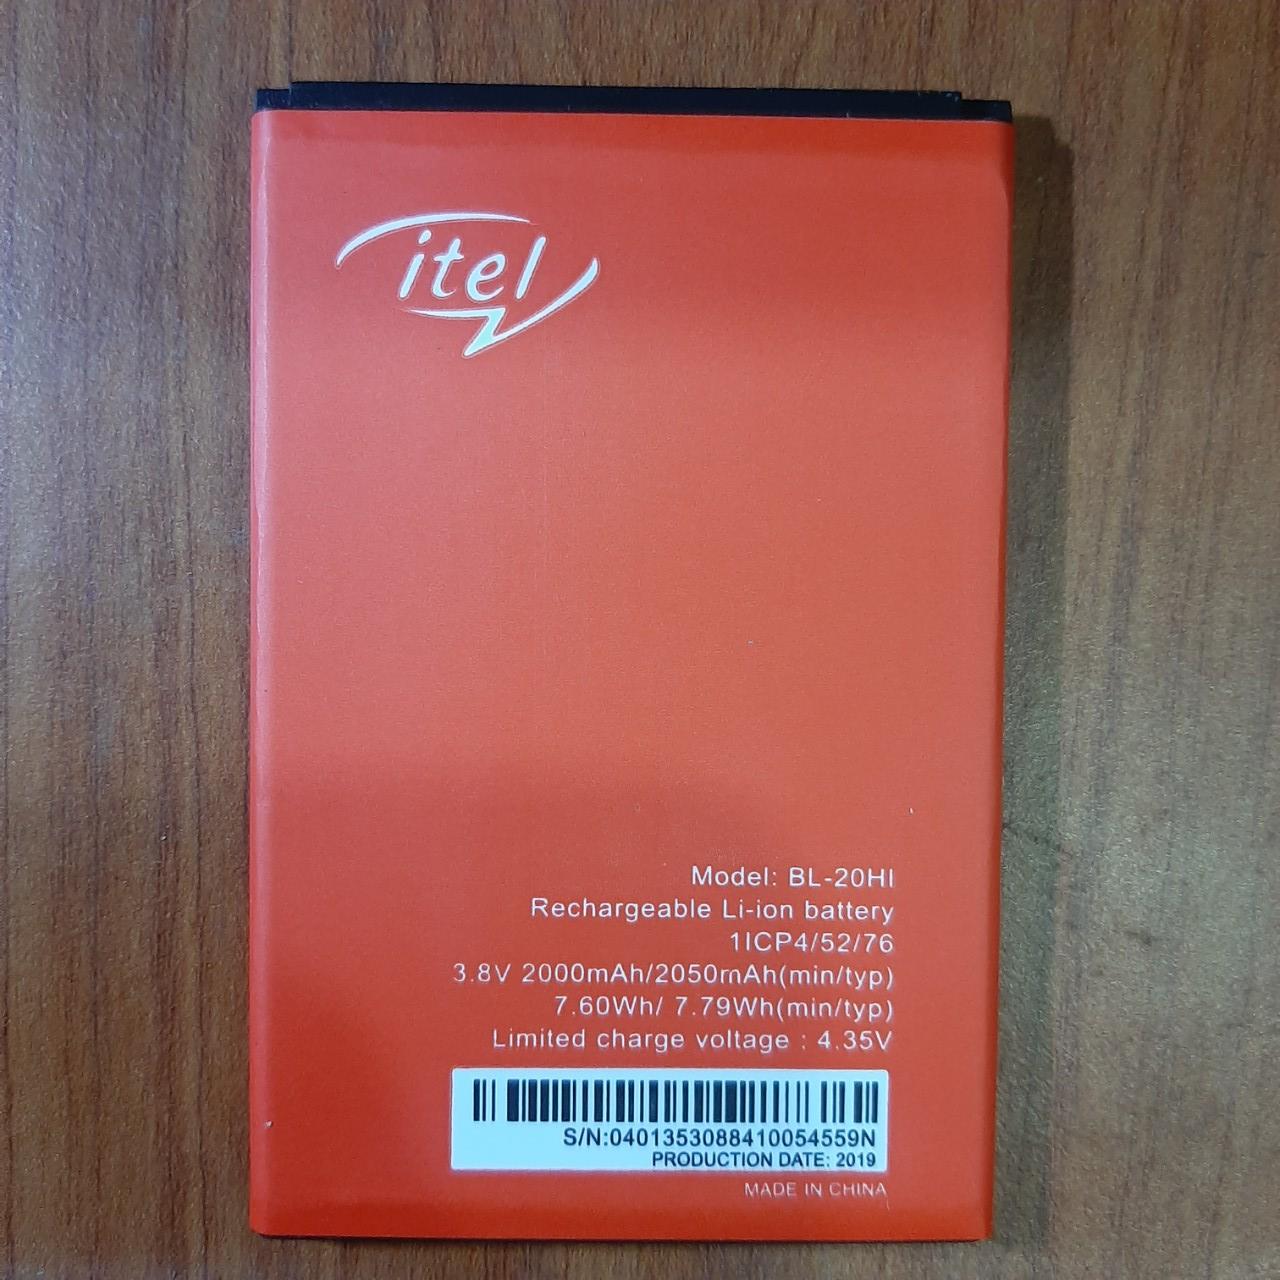 itel
Model: BL-20HI
Rechargeable Li-ion battery
1ICP4/52/76
3.8V 2000mAh/2050mAh(min/typ)
7.60Wh/ 7.79Wh(min/typ)
Limited charge voltage : 4.35V
S/N:0401353088410054559N
PRODUCTION DATE: 2019
MADE IN CHINA